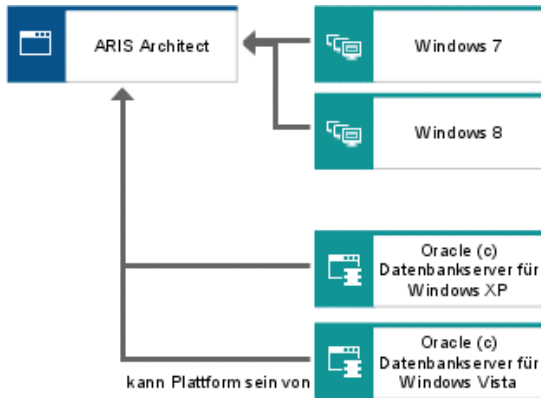 ARIS Architect
Windows 7
Windows 8
Oracle (c)
Datenbankserver für
Windows XP
Oracle (c)
Datenbankserver für
Windows Vista
kann Plattform sein von